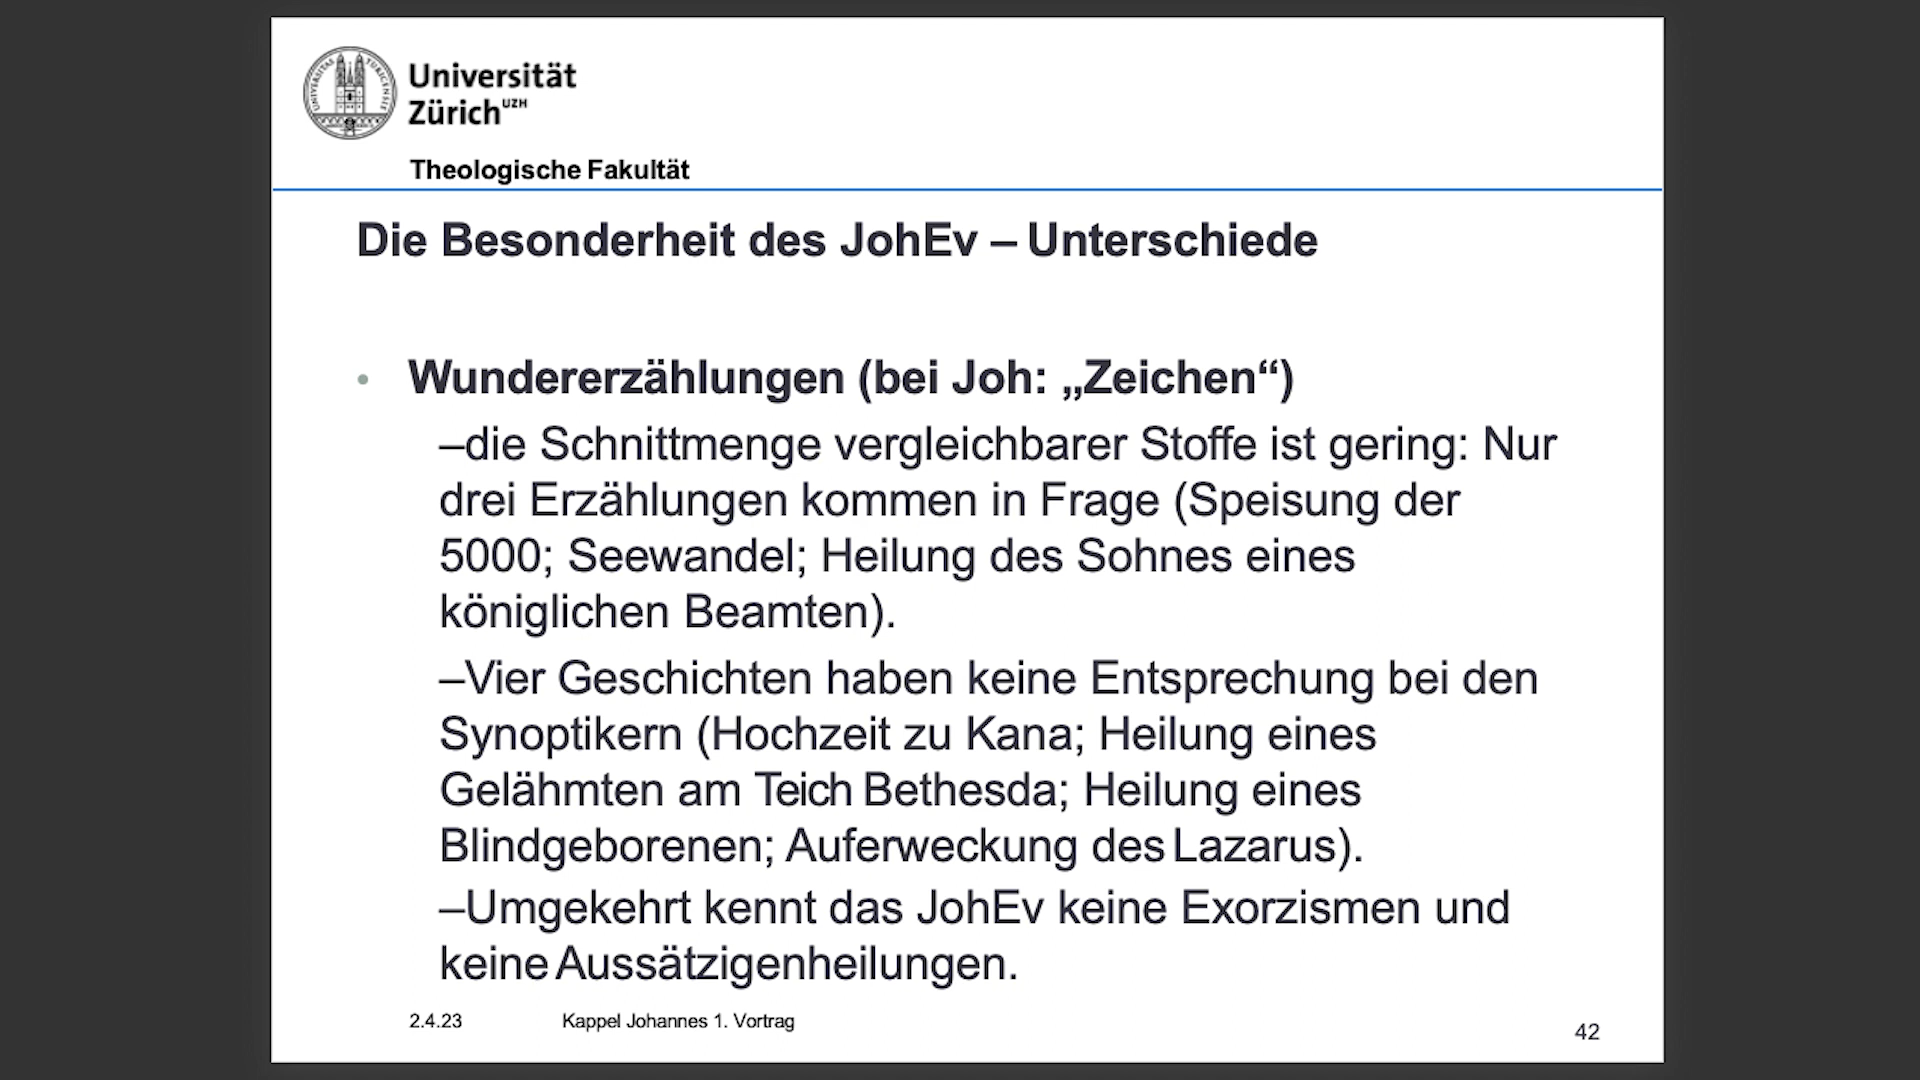 Universität
Zürich UZH
Theologische Fakultät
Die Besonderheit des JohEv – Unterschiede
• Wundererzählungen (bei Joh: „Zeichen“)
–die Schnittmenge vergleichbarer Stoffe ist gering: Nur
drei Erzählungen kommen in Frage (Speisung der
5000; Seewandel; Heilung des Sohnes eines
königlichen Beamten).
–Vier Geschichten haben keine Entsprechung bei den
Synoptikern (Hochzeit zu Kana; Heilung eines
Gelähmten am Teich Bethesda; Heilung eines
Blindgeborenen; Auferweckung des Lazarus).
–Umgekehrt kennt das JohEv keine Exorzismen und
keine Aussätzigenheilungen.
2.4.23 Kappel Johannes 1. Vortrag
42